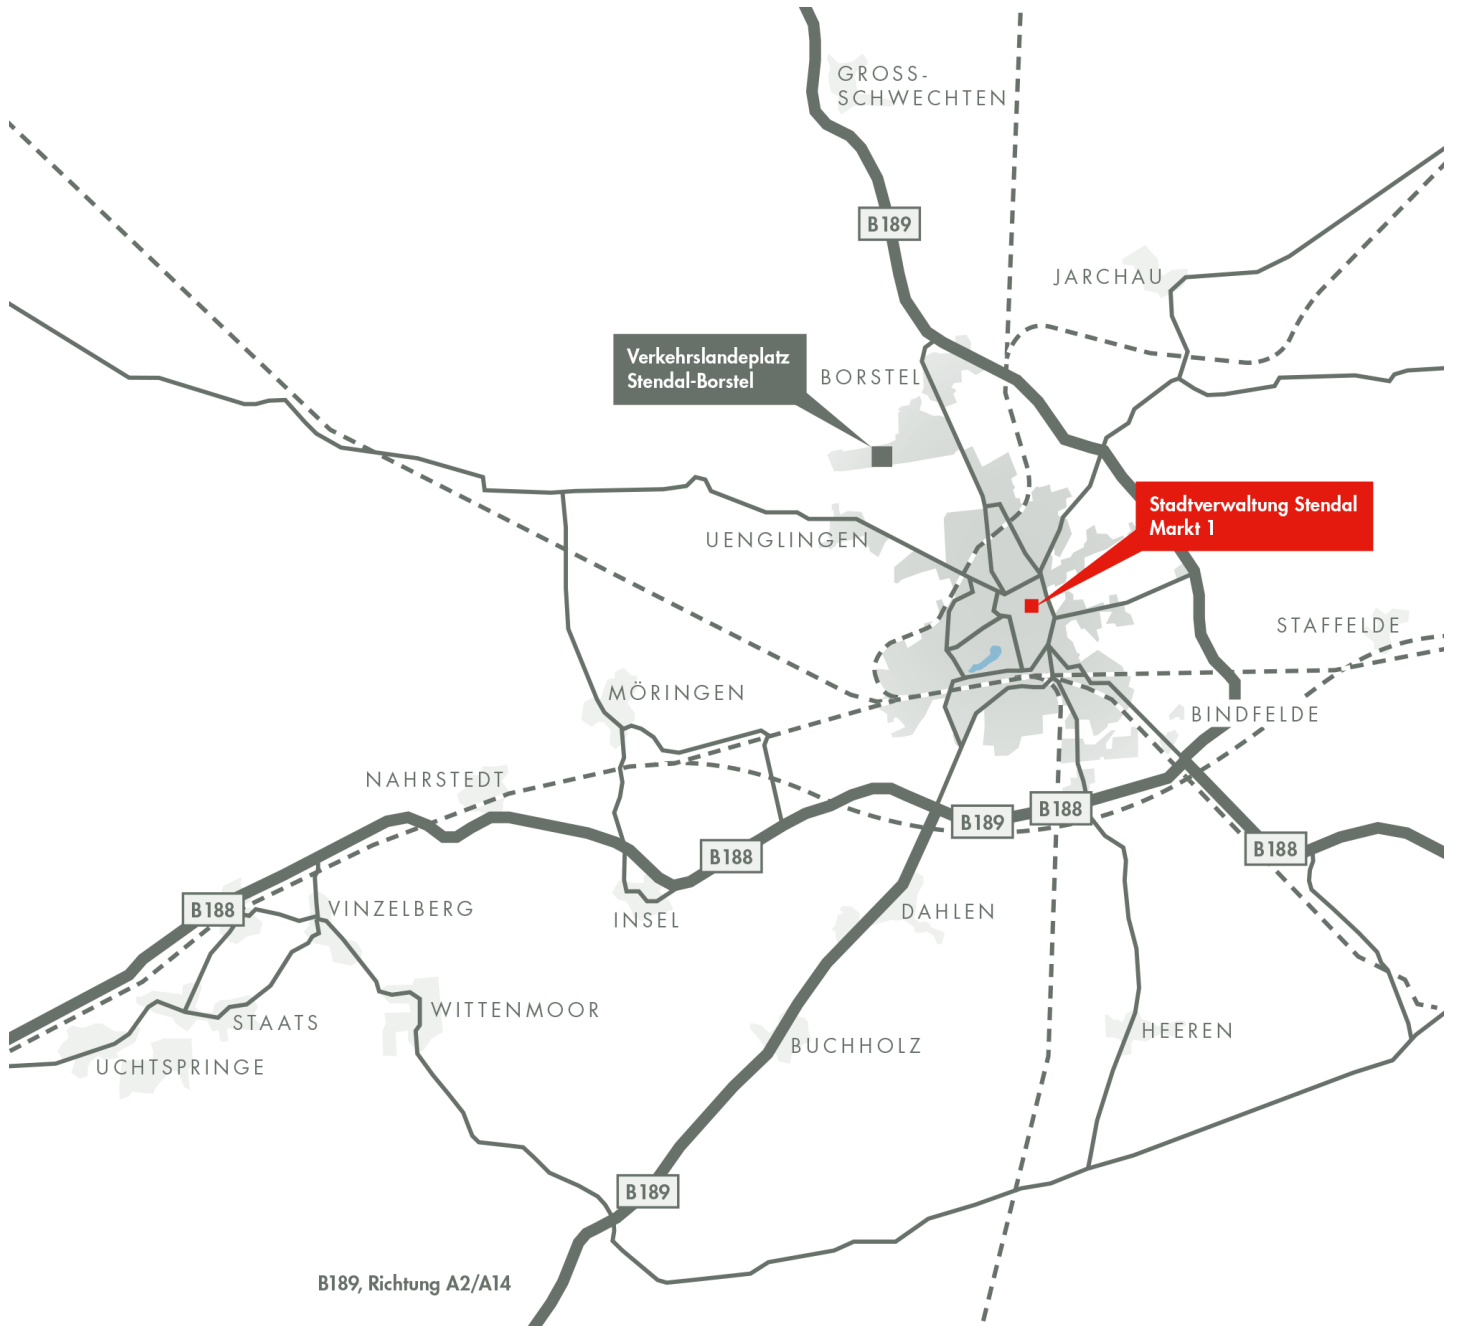 GROSS-
SCHWECHTEN
B189
JARCHAU
Verkehrslandeplatz
Stendal-Borstel
BORSTEL
Stadtverwaltung Stendal
Markt 1
UENGLINGEN
STAFFELDE
MÖRINGEN
BINDFELDE
NAHRSTEDT
B188
B189
B188
B188
B188
VINZELBERG
INSEL
DAHLEN
WITTENMOOR
STAATS
HEEREN
BUCHHOLZ
UCHTSPRINGE
B189
B189, Richtung A2/A14